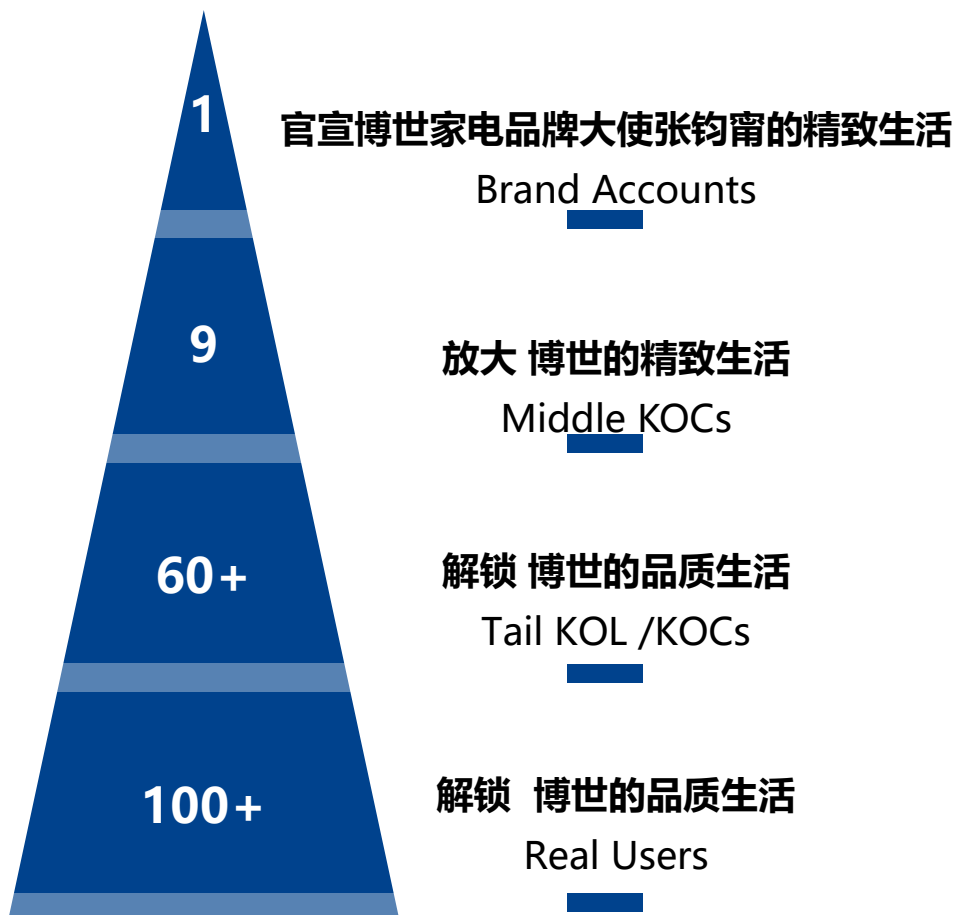 1
官宣博世家电品牌大使张钧甯的精致生活
Brand Accounts
9
放大 博世的精致生活
Middle KOCs
60+
解锁 博世的品质生活
Tail KOL /KOCs
100+
解锁 博世的品质生活
Real Users